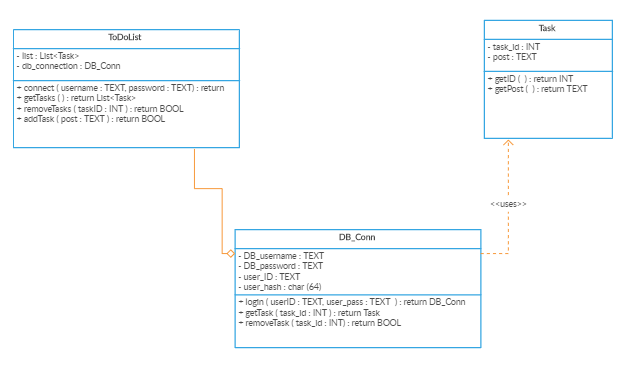 ToDoList
- list : List<Task>
- db_connection : DB_Conn
+ connect ( username : TEXT, password : TEXT) : return
+ getTasks ( ) : return List<Task>
+ removeTasks ( taskID : INT ) : return BOOL
+ addTask ( post : TEXT ) : return BOOL
Task
- task_id : INT
- post : TEXT
+ getID ( ) : return INT
+ getPost ( ) : return TEXT
<<uses>>
DB_Conn
- DB_username : TEXT
- DB_password : TEXT
- user_ID : TEXT
- user_hash : char (64)
+ login ( userID : TEXT, user_pass : TEXT ) : return DB_Conn
+ getTask ( task_id : INT ) : return Task
+ removeTask ( task_id : INT) : return BOOL